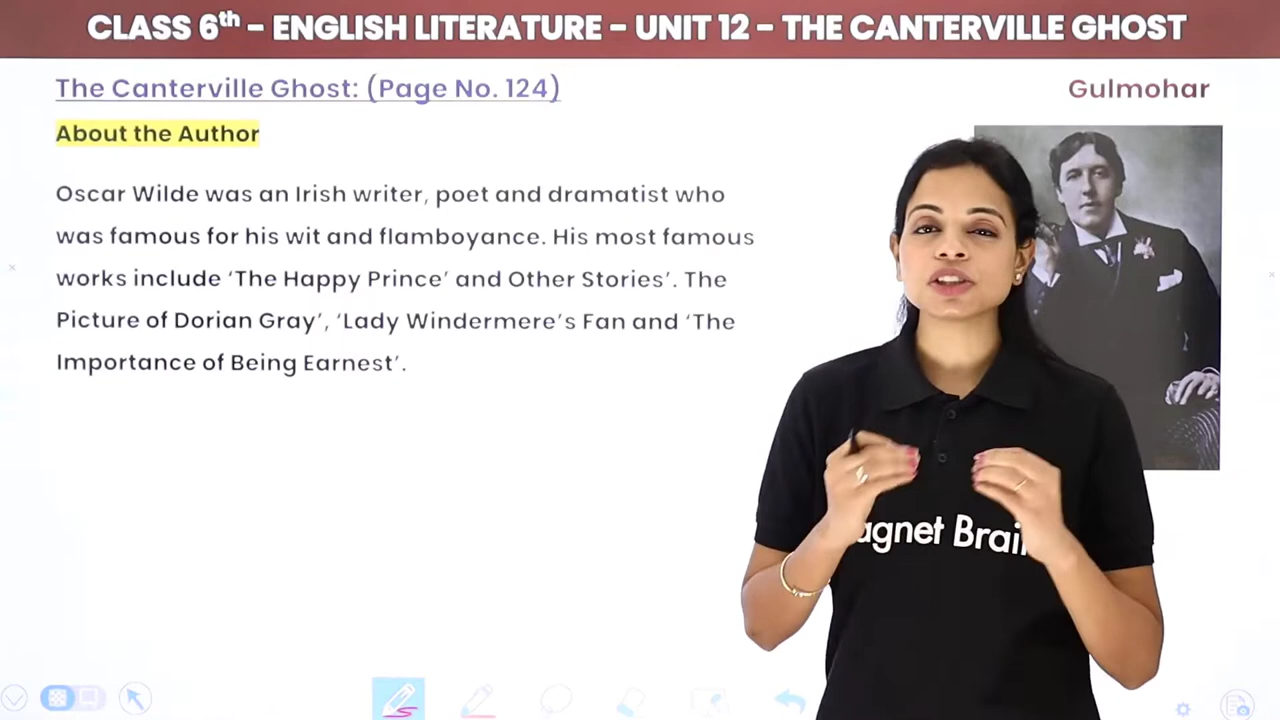 CLASS 6th – ENGLISH LITERATURE – UNIT 12 – THE CANTERVILLE GHOST
The Canterville Ghost: (Page No. 124)
Gulmohar
About the Author
Oscar Wilde was an Irish writer, poet and dramatist who
was famous for his wit and flamboyance. His most famous
works include ‘The Happy Prince’ and Other Stories’. The
Picture of Dorian Gray’, ‘Lady Windermere’s Fan and ‘The
Importance of Being Earnest’.
agnet Brai